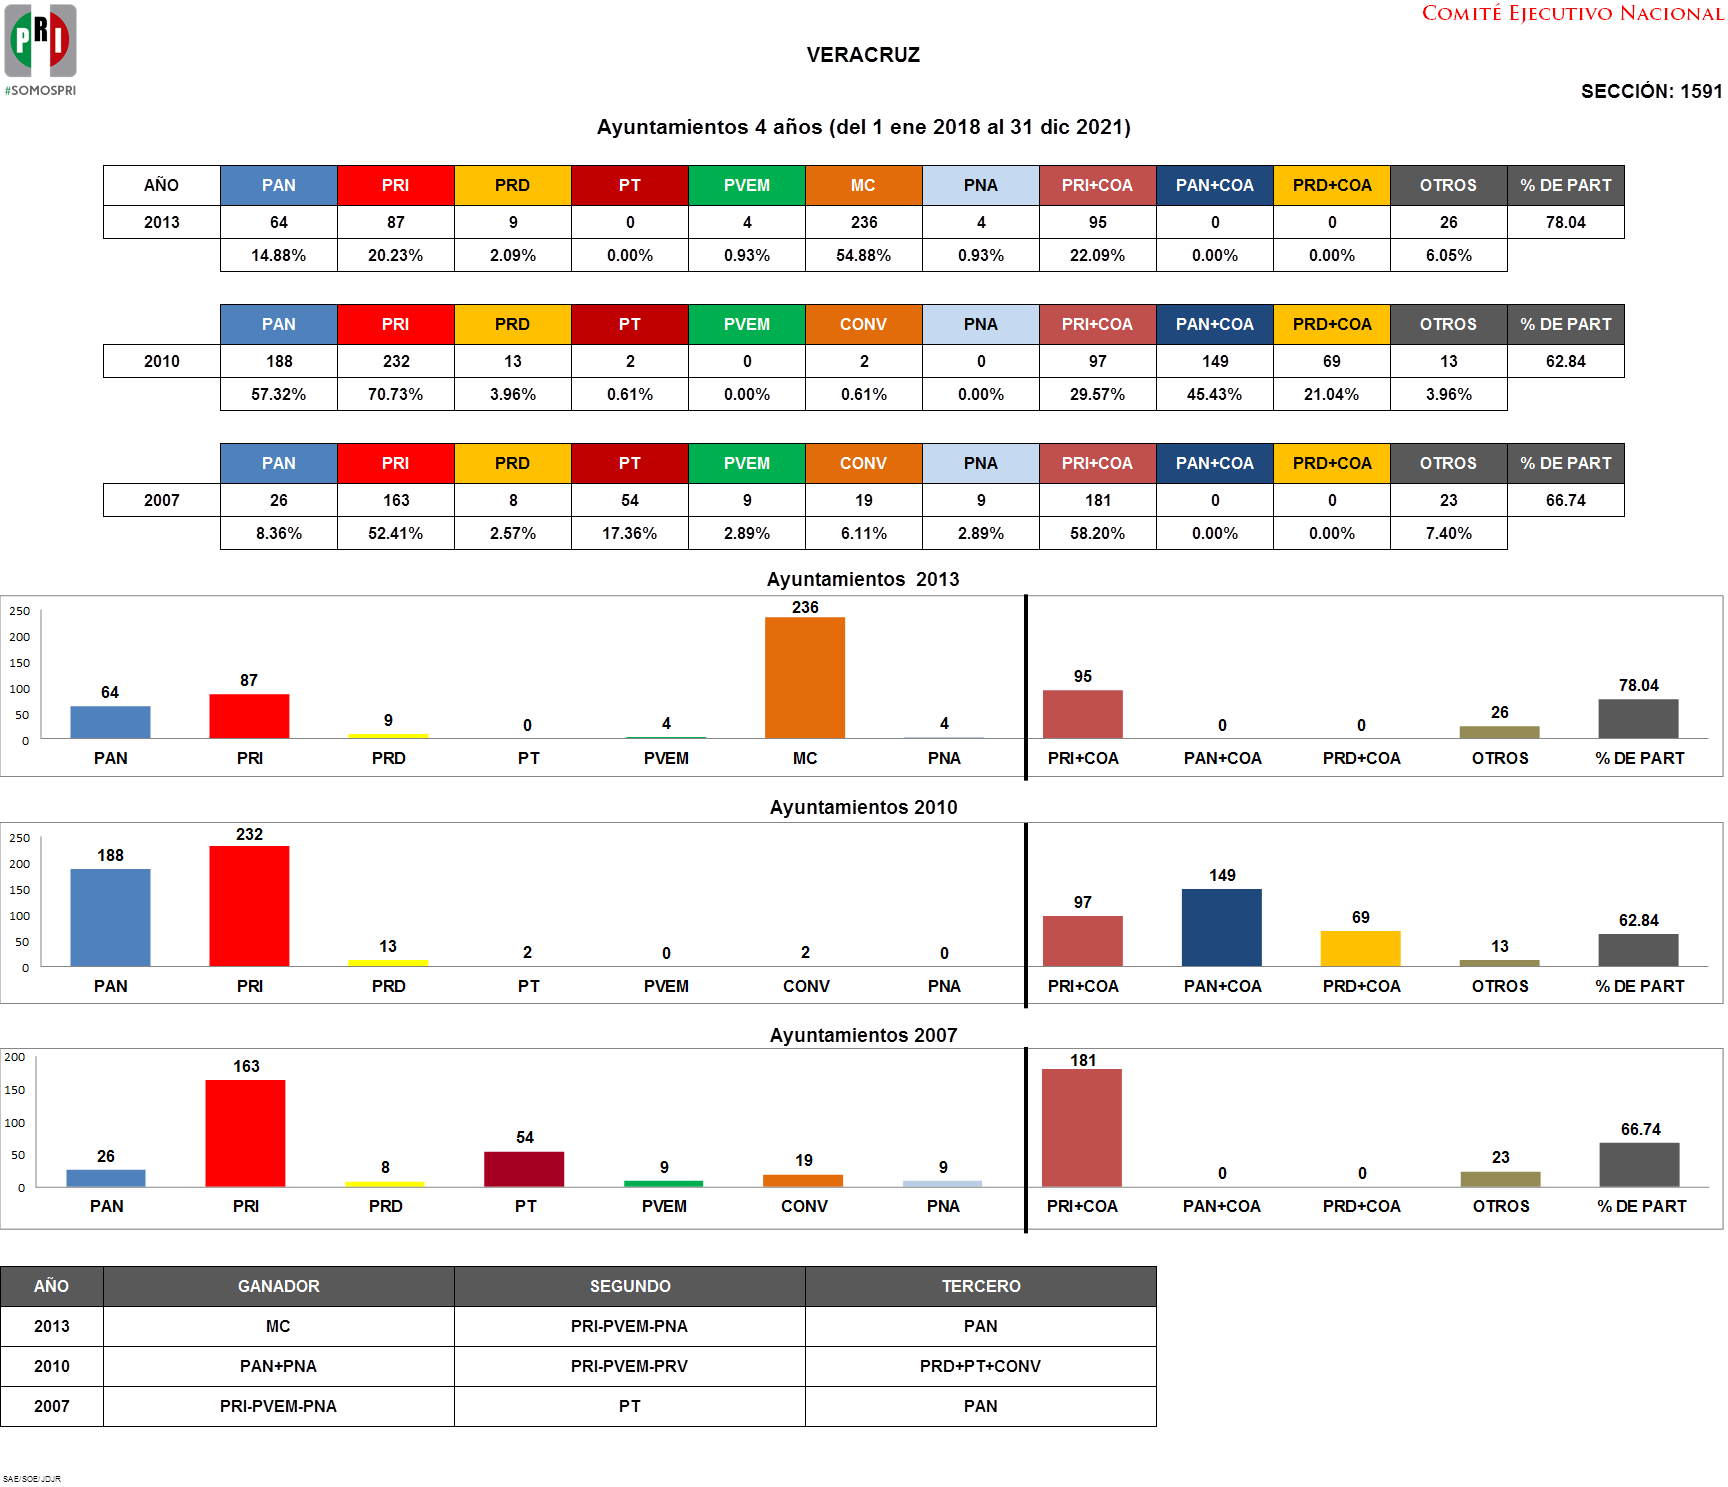 PRI
#SOMOSPRI
COMITÉ EJECUTIVO NACIONAL
VERACRUZ
SECCIÓN: 1591
Ayuntamientos 4 años (del 1 ene 2018 al 31 dic 2021)
AÑO PAN PRI PRD PT PVEM MC PNA PRI+COA PAN+COA PRD+COA OTROS % DE PART
2013 64 87 9 0 4 236 4 95 0 0 26 78.04
14.88% 20.23% 2.09% 0.00% 0.93% 54.88% 0.93% 22.09% 0.00% 0.00% 6.05%
PAN PRI PRD PT PVEM CONV PNA PRI+COA PAN+COA PRD+COA OTROS % DE PART
2010 188 232 13 2 0 2 0 97 149 69 13 62.84
57.32% 70.73% 3.96% 0.61% 0.00% 0.61% 0.00% 29.57% 45.43% 21.04% 3.96%
PAN PRI PRD PT PVEM CONV PNA PRI+COA PAN+COA PRD+COA OTROS % DE PART
2007 26 163 8 54 9 19 9 181 0 0 23 66.74
8.36% 52.41% 2.57% 17.36% 2.89% 6.11% 2.89% 58.20% 0.00% 0.00% 7.40%
Ayuntamientos 2013
250
200
150
100
50
0
64 87 9 0 4 236 4 95 0 0 26 78.04
PAN PRI PRD PT PVEM MC PNA PRI+COA PAN+COA PRD+COA OTROS % DE PART
Ayuntamientos 2010
250
200
150
100
50
0
188 232 13 2 0 2 0 97 149 69 13 62.84
PAN PRI PRD PT PVEM CONV PNA PRI+COA PAN+COA PRD+COA OTROS % DE PART
Ayuntamientos 2007
200
150
100
50
0
26 163 8 54 9 19 9 181 0 0 23 66.74
PAN PRI PRD PT PVEM CONV PNA PRI+COA PAN+COA PRD+COA OTROS % DE PART
AÑO GANADOR SEGUNDO TERCERO
2013 MC PRI-PVEM-PNA PAN
2010 PAN+PNA PRI-PVEM-PRV PRD+PT+CONV
2007 PRI-PVEM-PNA PT PAN
SAE/SOE/JDJR